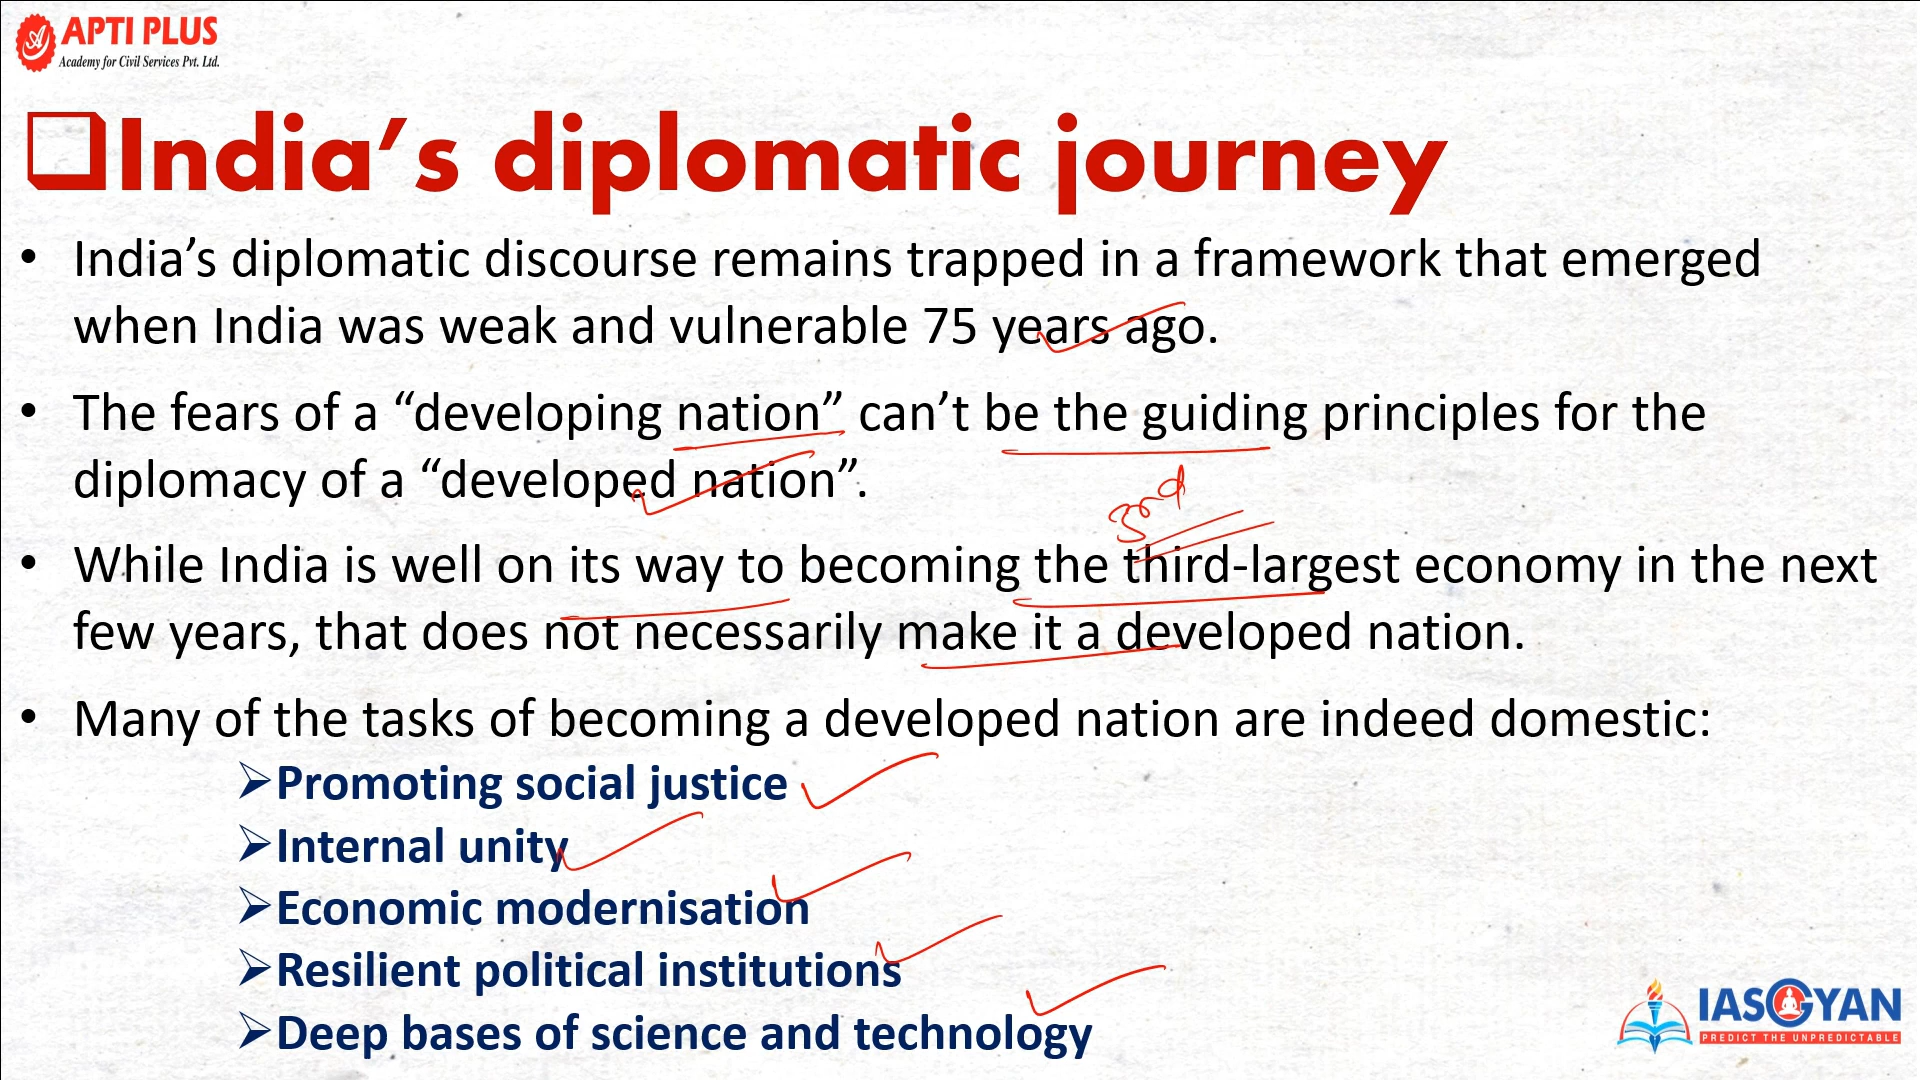 APTI PLUS
Academy for Civil Services Pvt. Ltd.
India’s diplomatic journey
• India’s diplomatic discourse remains trapped in a framework that emerged
when India was weak and vulnerable 75 years ago.
• The fears of a “developing nation” can’t be the guiding principles for the
diplomacy of a “developed nation”.
3rd
• While India is well on its way to becoming the third-largest economy in the next
few years, that does not necessarily make it a developed nation.
• Many of the tasks of becoming a developed nation are indeed domestic:
➢Promoting social justice
➢Internal unity
➢Economic modernisation
➢Resilient political institutions
➢Deep bases of science and technology
IASGYAN
PREDICT THE UNPREDICTABLE